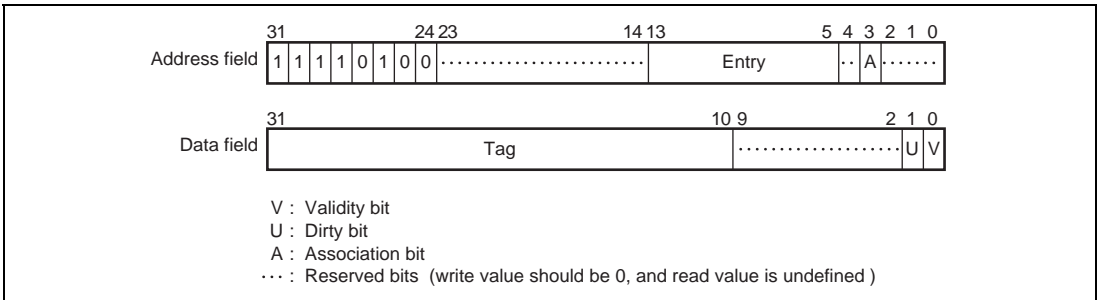 31 24 23 14 13 5 4 3 2 1 0
Address field 1 1 1 1 0 1 0 0 ························· Entry ·· A ·······
31 10 9 2 1 0
Data field Tag ···················· U V
V : Validity bit
U : Dirty bit
A : Association bit
··· : Reserved bits (write value should be 0, and read value is undefined )